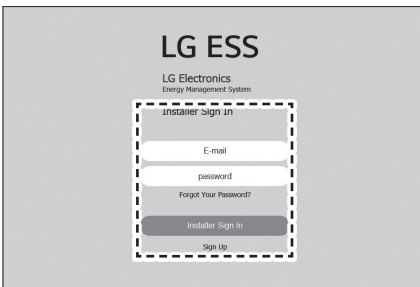 LG ESS
LG Electronics
Energy Management System
Installer Sign In
E-mail
password
Forgot Your Password?
Installer Sign In
Sign Up